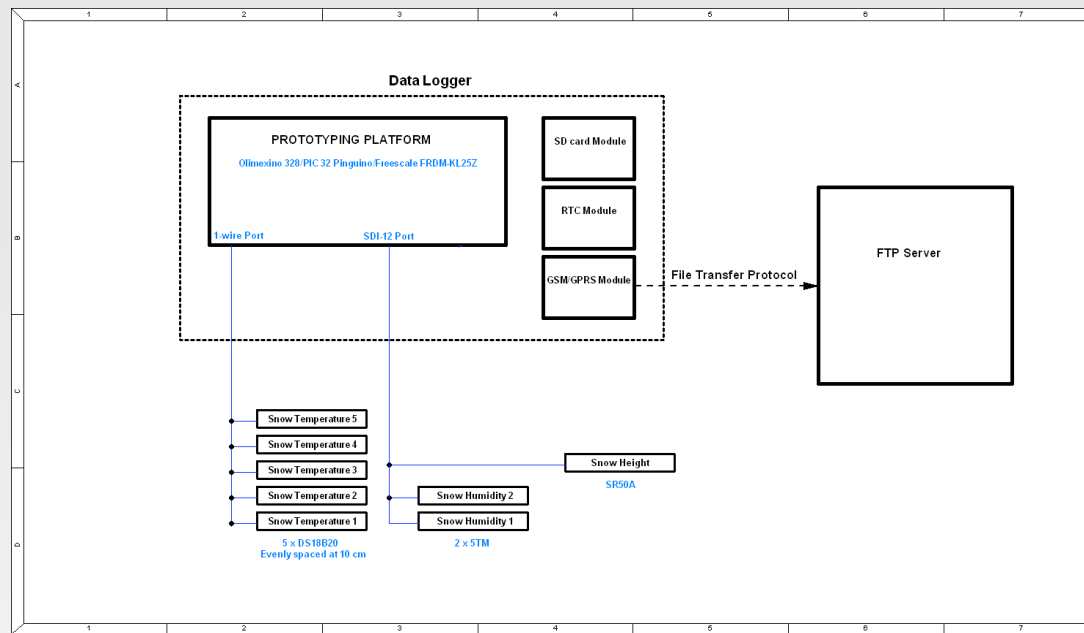 1 2 3 4 5 6 7
A
B
C
D
Data Logger
PROTOTYPING PLATFORM
Olimexino 328/PIC 32 Pinguino/Freescale FRDM-KL25Z
1-wire Port
SDI-12 Port
SD card Module
RTC Module
GSM/GPRS Module
File Transfer Protocol
FTP Server
Snow Temperature 5
Snow Temperature 4
Snow Temperature 3
Snow Temperature 2
Snow Temperature 1
5 x DS18B20
Evenly spaced at 10 cm
Snow Height
SR50A
Snow Humidity 2
Snow Humidity 1
2 x 5TM
1 2 3 4 5 6 7